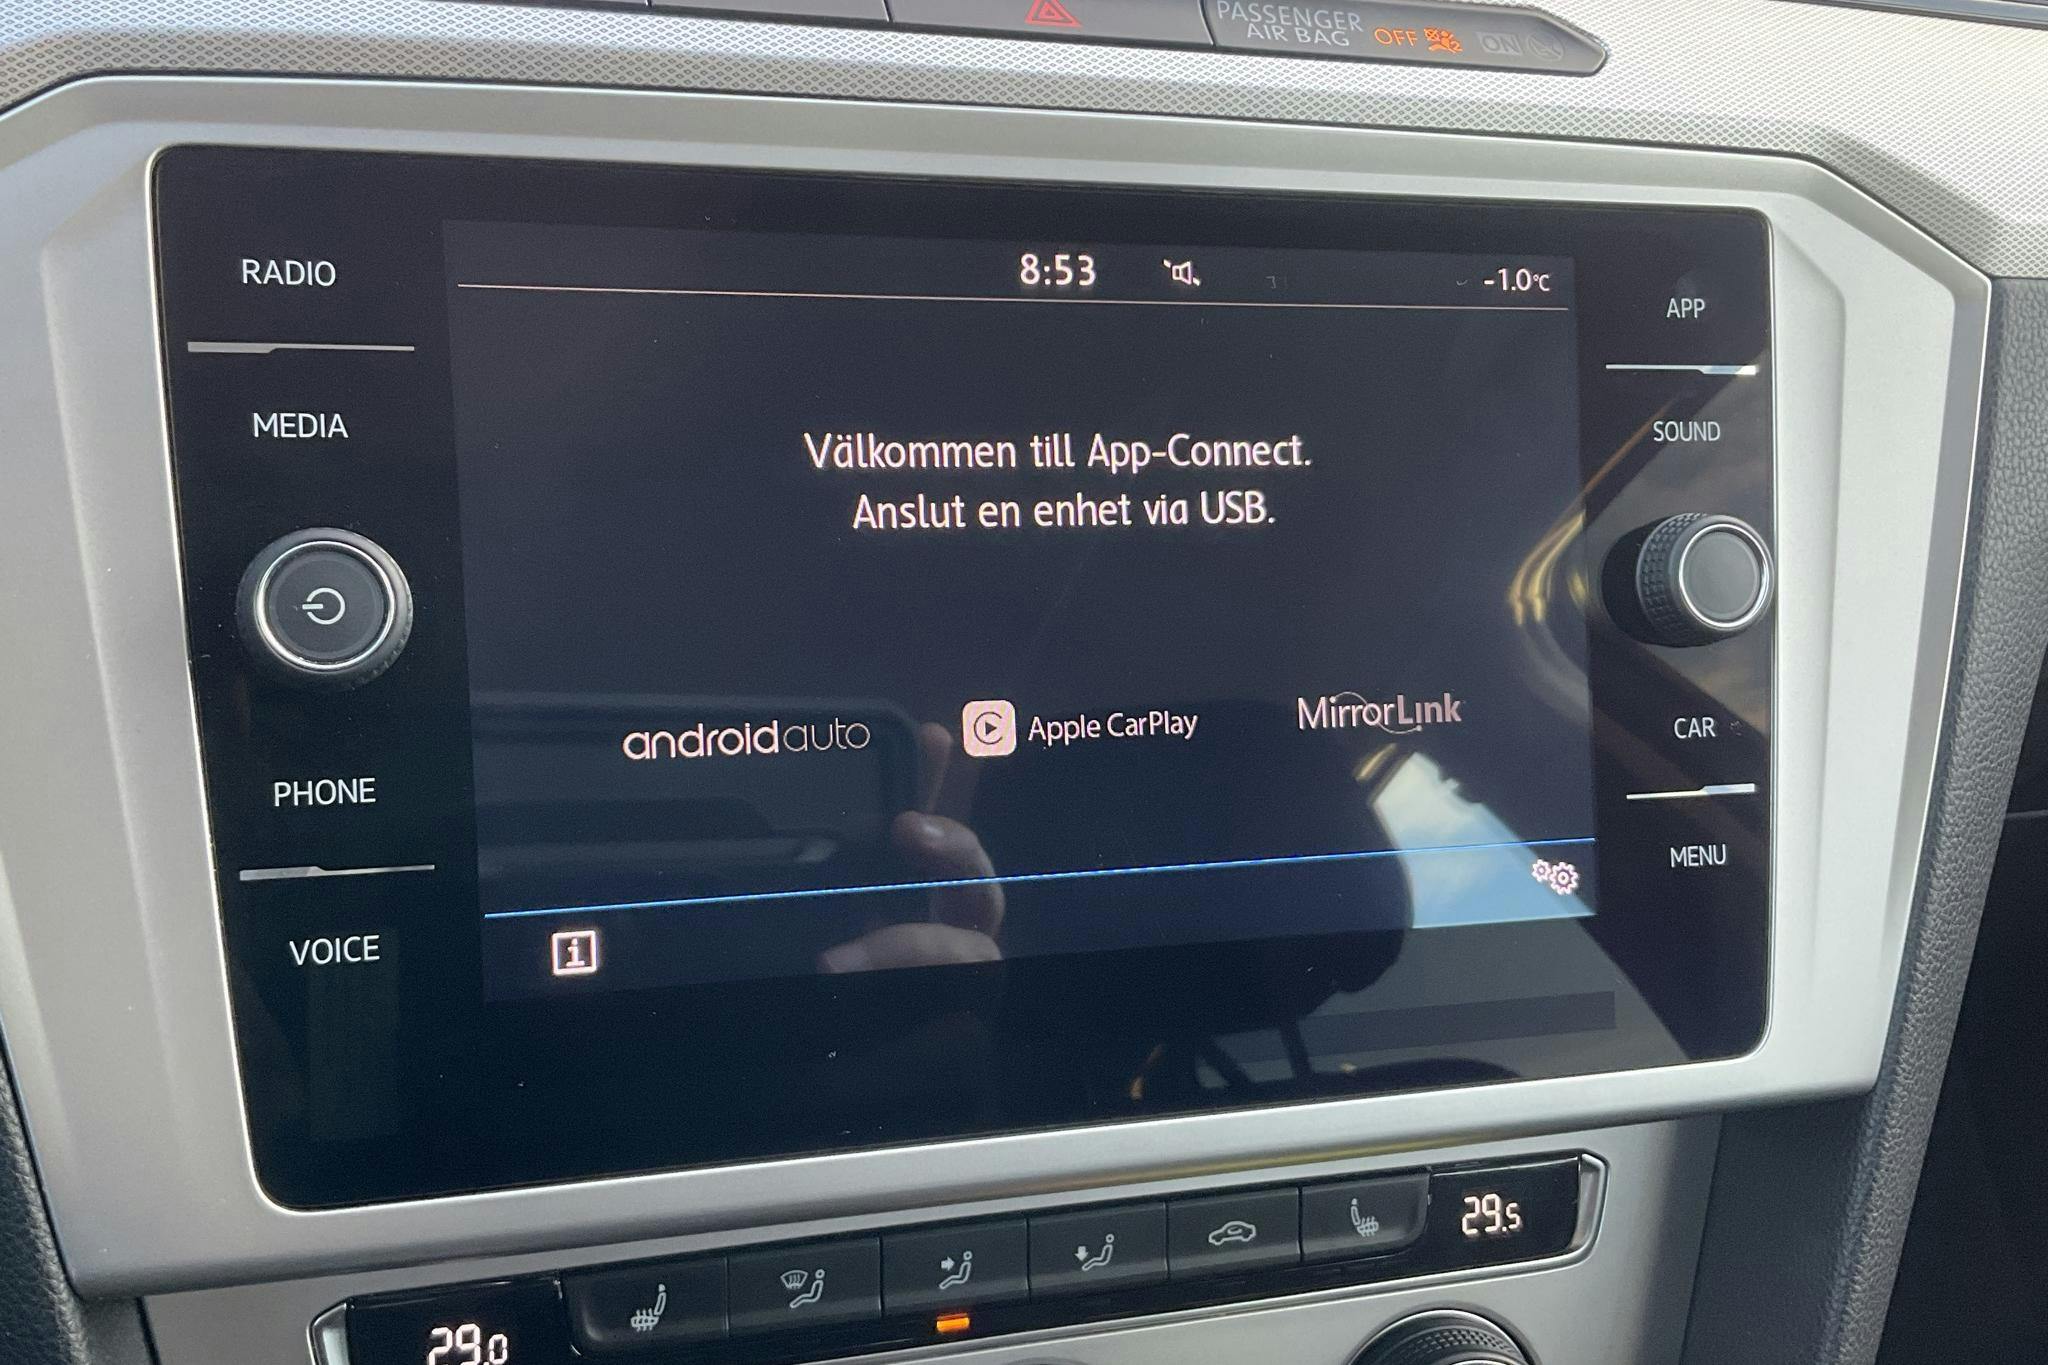 PASSENGER
AIR BAG OFF 2 ON
RADIO
8:53
-1.0°C
APP
MEDIA
Välkommen till App-Connect.
Anslut en enhet via USB.
SOUND
androidauto
Apple CarPlay
MirrorLink
CAR
PHONE
MENU
VOICE
i
29.5
29.0